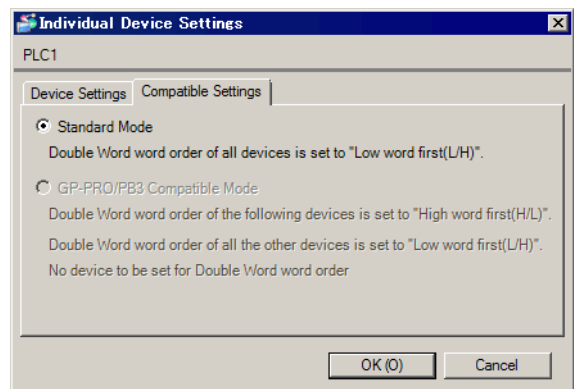 Individual Device Settings
PLC1
Device Settings Compatible Settings
Standard Mode
Double Word word order of all devices is set to "Low word first(L/H)".
GP-PRO/PB3 Compatible Mode
Double Word word order of the following devices is set to "High word first(H/L)".
Double Word word order of all the other devices is set to "Low word first(L/H)".
No device to be set for Double Word word order
OK (O) Cancel